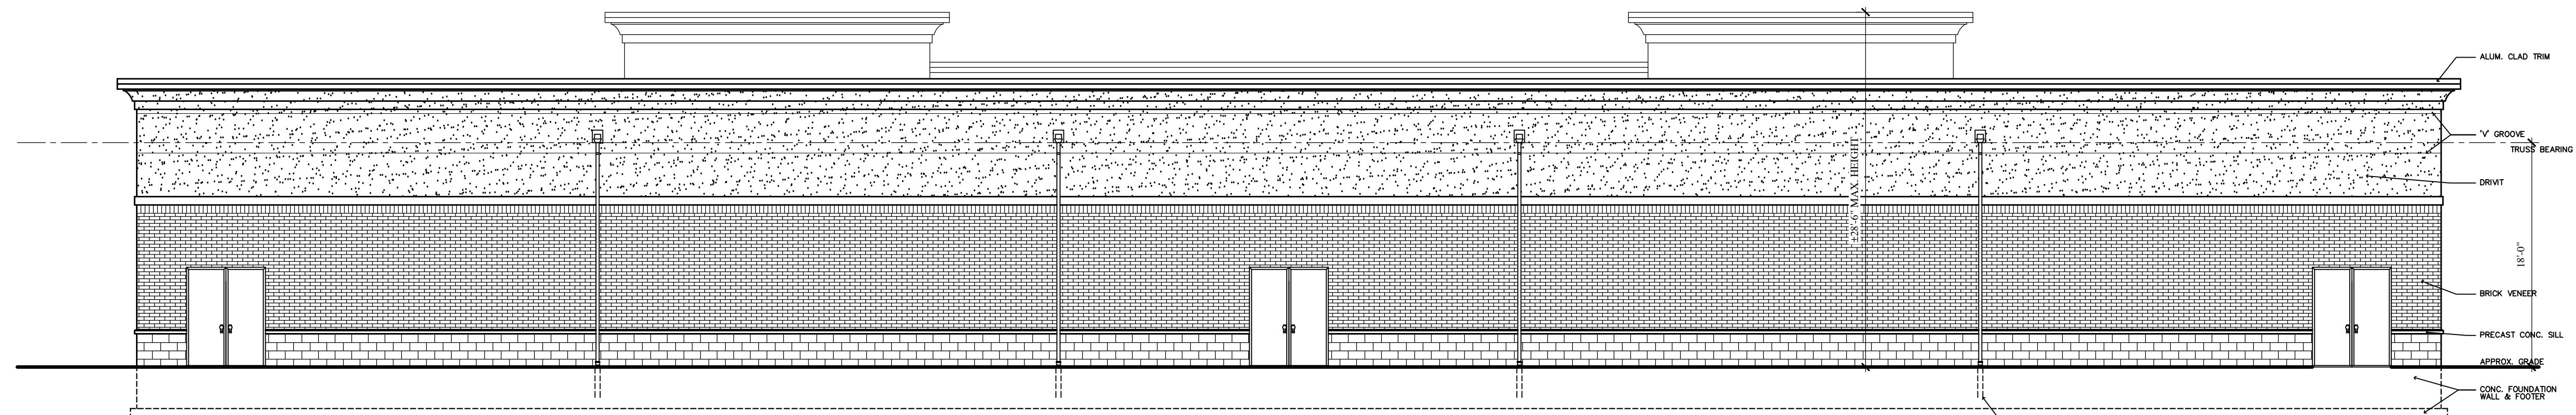 ALUM. CLAD TRIM
'V' GROOVE
TRUSS BEARING
±28'-6" MAX. HEIGHT
DRIVIT
18'-0"
BRICK VENEER
PRECAST CONC. SILL
APPROX. GRADE
CONC. FOUNDATION
WALL & FOOTER